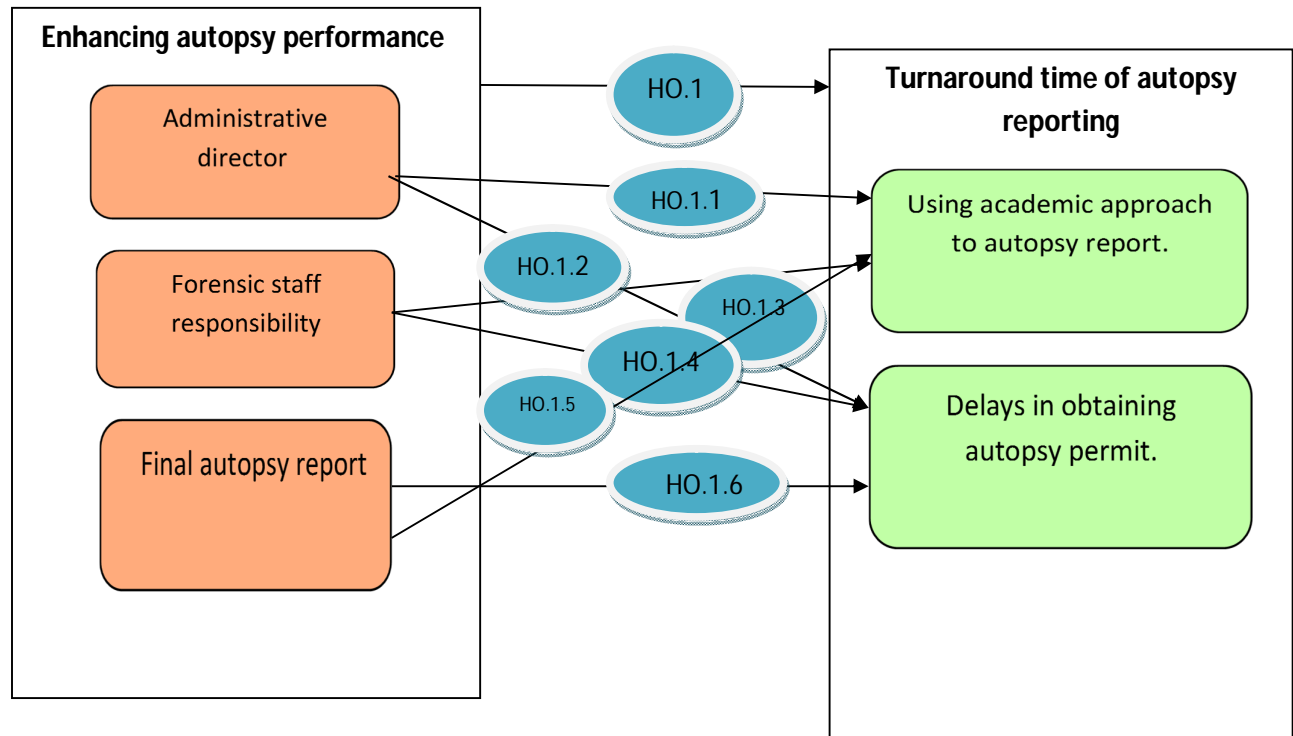 Enhancing autopsy performance
Administrative
director
Forensic staff
responsibility
Final autopsy report
HO.1
HO.1.1
HO.1.2
HO.1.3
HO.1.4
HO.1.5
HO.1.6
Turnaround time of autopsy
reporting
Using academic approach
to autopsy report.
Delays in obtaining
autopsy permit.